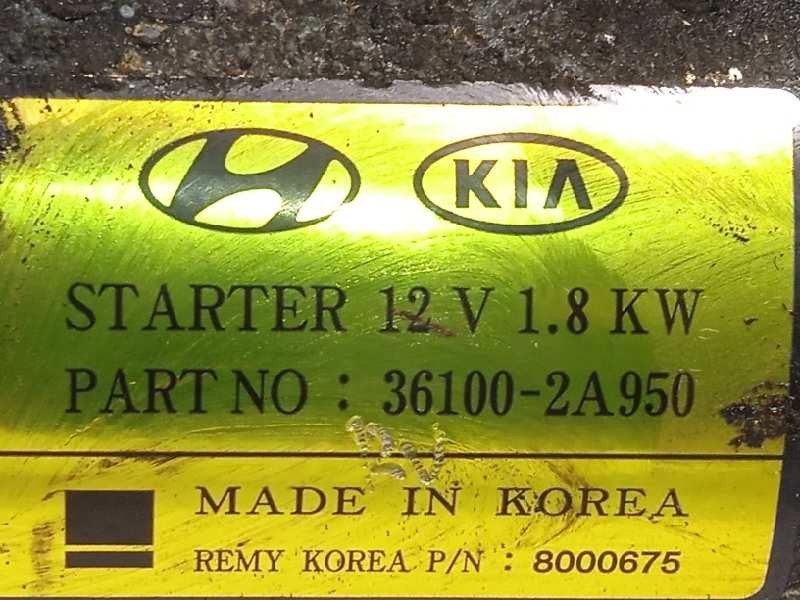 KIA
STARTER 12 V 1.8 KW
PART NO : 36100-2A950
MADE IN KOREA
REMY KOREA P/N : 8000675